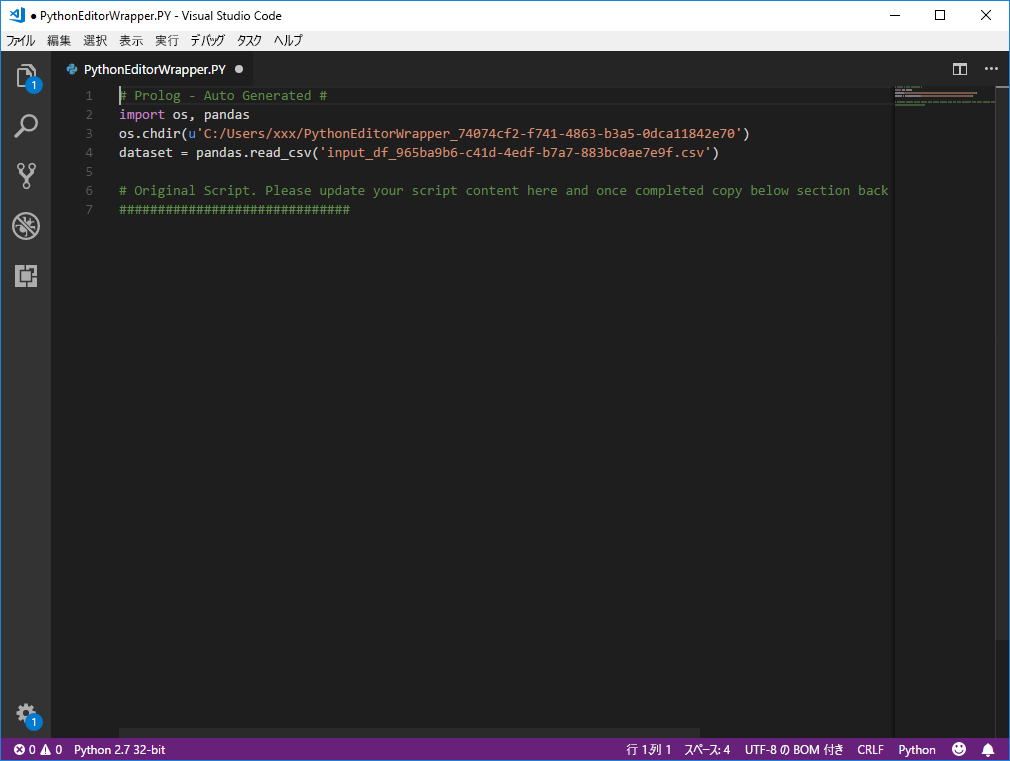 ● PythonEditorWrapper.PY - Visual Studio Code
ファイル 編集 選択 表示 実行 デバッグ タスク ヘルプ
PythonEditorWrapper.PY ●
1
1 # Prolog - Auto Generated #
2 import os, pandas
3 os.chdir(u'C:/Users/xxx/PythonEditorWrapper_74074cf2-f741-4863-b3a5-0dca11842e70')
4 dataset = pandas.read_csv('input_df_965ba9b6-c41d-4edf-b7a7-883bc0ae7e9f.csv')
5
6 # Original Script. Please update your script content here and once completed copy below section back
7 ##############################
1
0 0 Python 2.7 32-bit 行 1、列 1 スペース: 4 UTF-8 の BOM 付き CRLF Python